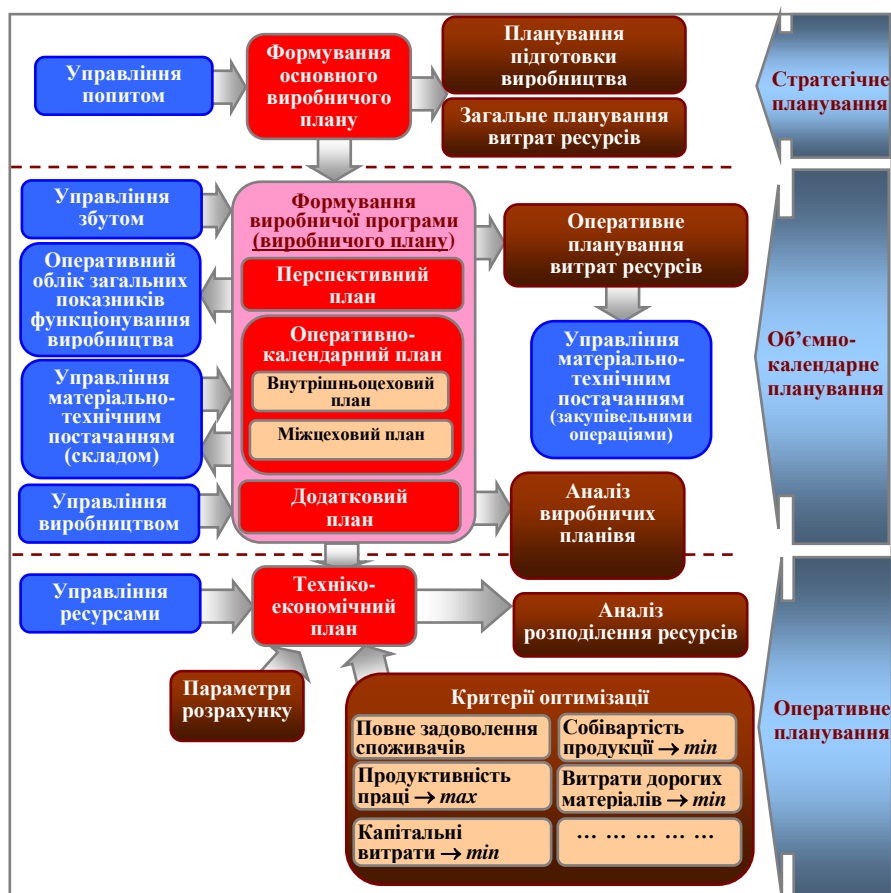 Управління
попитом
Формування
основного
виробничого
плану
Планування
підготовки
виробництва
Загальне планування
витрат ресурсів
Стратегічне
планування
Управління
збутом
Оперативний
облік загальних
показників
функціонування
виробництва
Управління
матеріально-
технічним
постачанням
(складом)
Управління
виробництвом
Формування
виробничої програми
(виробничого плану)
Перспективний
план
Оперативно-
календарний план
Внутрішньоцеховий
план
Міжцеховий план
Додатковий
план
Оперативне
планування
витрат ресурсів
Управління
матеріально-
технічним
постачанням
(закупівельними
операціями)
Аналіз
виробничих
планівя
Об’ємно-
календарне
планування
Управління
ресурсами
Техніко-
економічний
план
Аналіз
розподілення ресурсів
Параметри
розрахунку
Критерії оптимізації
Повне задоволення
споживачів
Собівартість
продукції → min
Продуктивність
праці → max
Витрати дорогих
матеріалів → min
Капітальні
витрати → min
… … … … …
Оперативне
планування